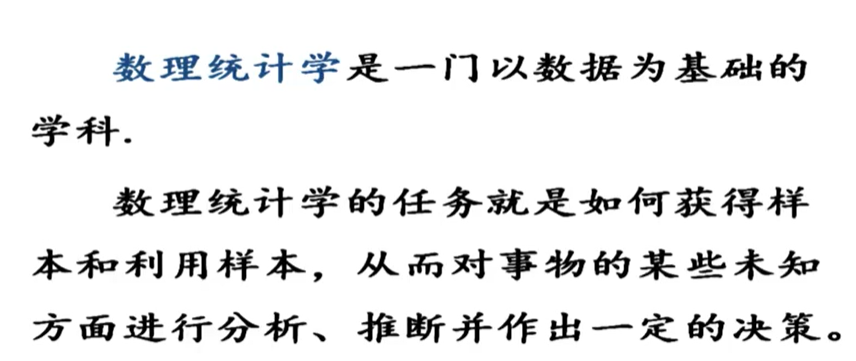 数理统计学是一门以数据为基础的
学科.
数理统计学的任务就是如何获得样
本和利用样本，从而对事物的某些未知
方面进行分析、推断并作出一定的决策。